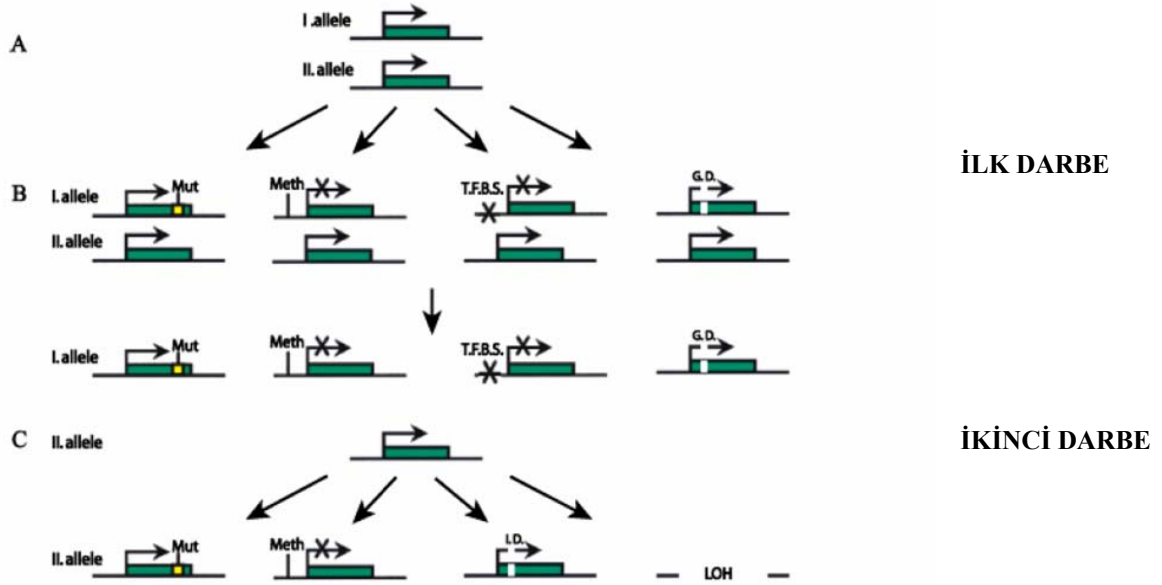 A
I .allele
II. allele
İLK DARBE
B
I. allele
Mut
Meth
T.F.B.S.
G.D.
II. allele
I. allele
Mut
Meth
T.F.B.S.
G.D.
İKİNCİ DARBE
C
II. allele
II. allele
Mut
Meth
I.D.
LOH